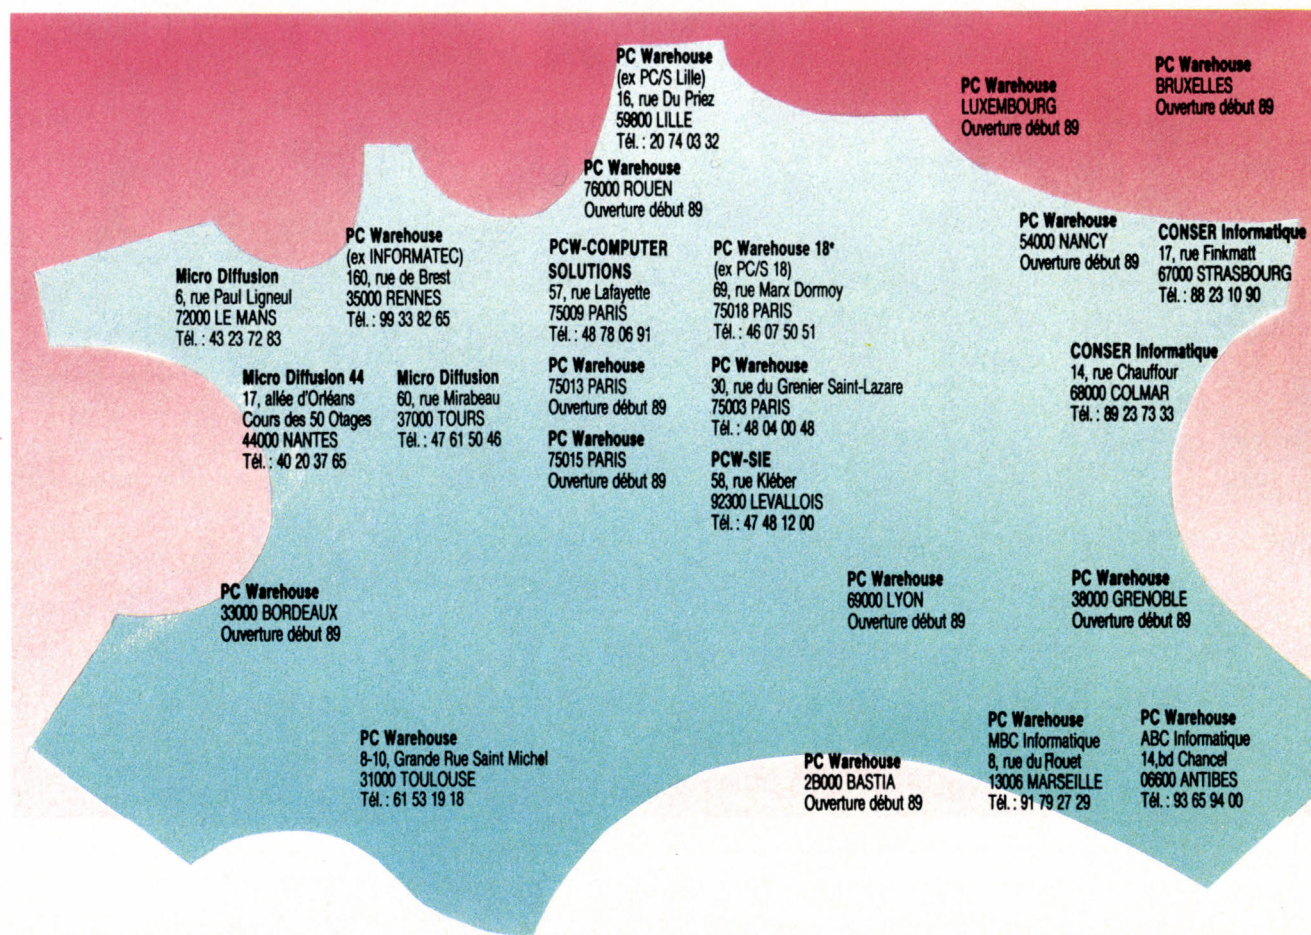 PC Warehouse
(ex PC/S Lille)
16, rue Du Priez
59800 LILLE
Tél. : 20 74 03 32
PC Warehouse
LUXEMBOURG
Ouverture début 89
PC Warehouse
BRUXELLES
Ouverture début 89
PC Warehouse
76000 ROUEN
Ouverture début 89
PC Warehouse
54000 NANCY
Ouverture début 89
CONSER Informatique
17, rue Finkmatt
67000 STRASBOURG
Tél. : 88 23 10 90
Micro Diffusion
6, rue Paul Ligneul
72000 LE MANS
Tél. : 43 23 72 83
PC Warehouse
(ex INFORMATEC)
160, rue de Brest
35000 RENNES
Tél. : 99 33 82 65
PCW-COMPUTER
SOLUTIONS
57, rue Lafayette
75009 PARIS
Tél. : 48 78 06 91
PC Warehouse 18e
(ex PC/S 18)
69, rue Marx Dormoy
75018 PARIS
Tél. : 46 07 50 51
CONSER Informatique
14, rue Chauffour
68000 COLMAR
Tél. : 89 23 73 33
Micro Diffusion 44
17, allée d'Orléans
Cours des 50 Otages
44000 NANTES
Tél. : 40 20 37 65
Micro Diffusion
60, rue Mirabeau
37000 TOURS
Tél. : 47 61 50 46
PC Warehouse
75013 PARIS
Ouverture début 89
PC Warehouse
75015 PARIS
Ouverture début 89
PC Warehouse
30, rue du Grenier Saint-Lazare
75003 PARIS
Tél. : 48 04 00 48
PCW-SIE
58, rue Kléber
92300 LEVALLOIS
Tél. : 47 48 12 00
PC Warehouse
33000 BORDEAUX
Ouverture début 89
PC Warehouse
69000 LYON
Ouverture début 89
PC Warehouse
38000 GRENOBLE
Ouverture début 89
PC Warehouse
8-10, Grande Rue Saint Michel
31000 TOULOUSE
Tél. : 61 53 19 18
PC Warehouse
2B000 BASTIA
Ouverture début 89
PC Warehouse
MBC Informatique
8, rue du Rouet
13006 MARSEILLE
Tél. : 91 79 27 29
PC Warehouse
ABC Informatique
14,bd Chancel
06600 ANTIBES
Tél. : 93 65 94 00